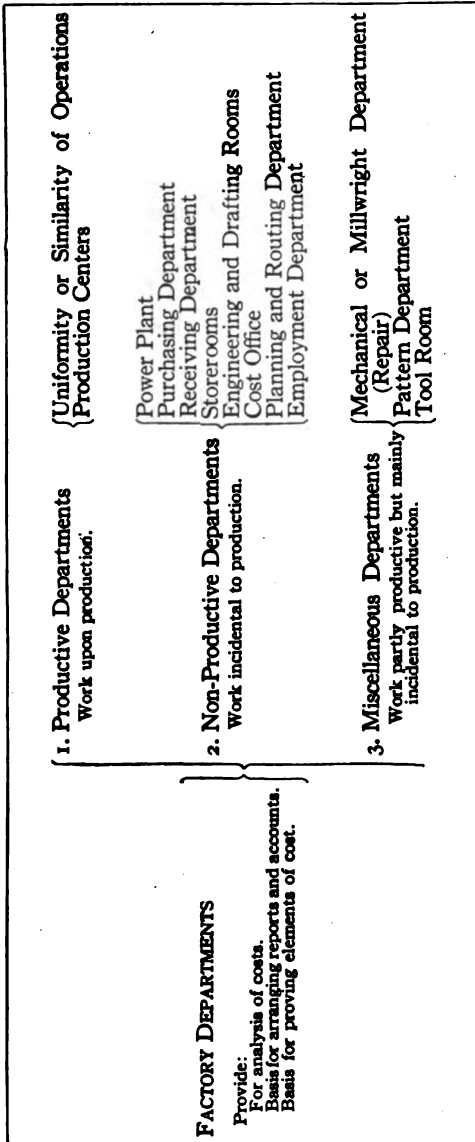 FACTORY DEPARTMENTS
Provide:
For analysis of costs.
Basis for arranging reports and accounts.
Basis for proving elements of cost.
1. Productive Departments
Work upon production.
Uniformity or Similarity of Operations
Production Centers
2. Non-Productive Departments
Work incidental to production.
Power Plant
Purchasing Department
Receiving Department
Storerooms
Engineering and Drafting Rooms
Cost Office
Planning and Routing Department
Employment Department
3. Miscellaneous Departments
Work partly productive but mainly
incidental to production.
Mechanical or Millwright Department
(Repair)
Pattern Department
Tool Room